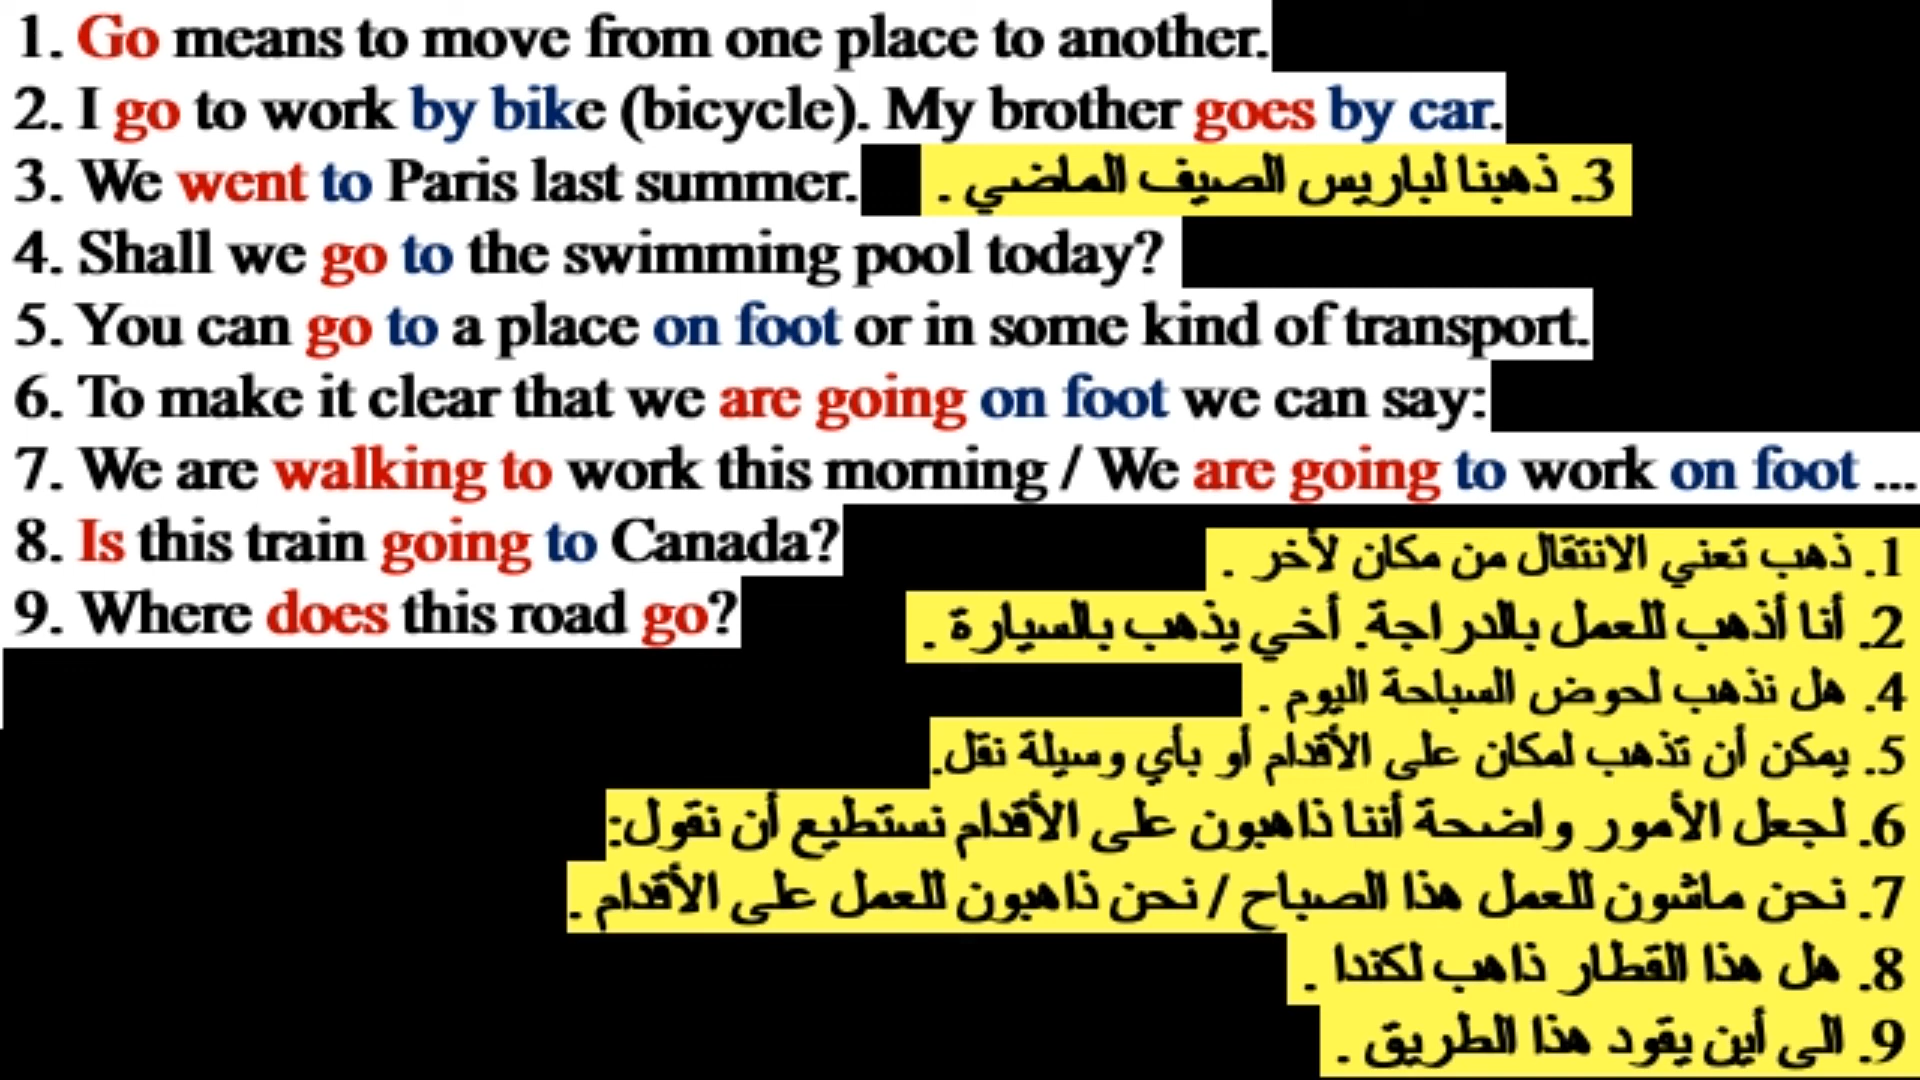 1. Go means to move from one place to another.
2. I go to work by bike (bicycle). My brother goes by car.
3. We went to Paris last summer.
3. ذهبنا لباريس الصيف الماضي .
4. Shall we go to the swimming pool today?
5. You can go to a place on foot or in some kind of transport.
6. To make it clear that we are going on foot we can say:
7. We are walking to work this morning / We are going to work on foot ...
8. Is this train going to Canada?
9. Where does this road go?
1. ذهب تعني الانتقال من مكان لأخر .
2. أنا أذهب للعمل بالدراجة. أخي يذهب بالسيارة .
4. هل نذهب لحوض السباحة اليوم .
5. يمكن أن تذهب لمكان على الأقدام أو بأي وسيلة نقل.
6. لجعل الأمور واضحة أننا ذاهبون على الأقدام نستطيع أن نقول:
7. نحن ماشون للعمل هذا الصباح / نحن ذاهبون للعمل على الأقدام .
8. هل هذا القطار ذاهب لكندا .
9. الى أين يقود هذا الطريق .